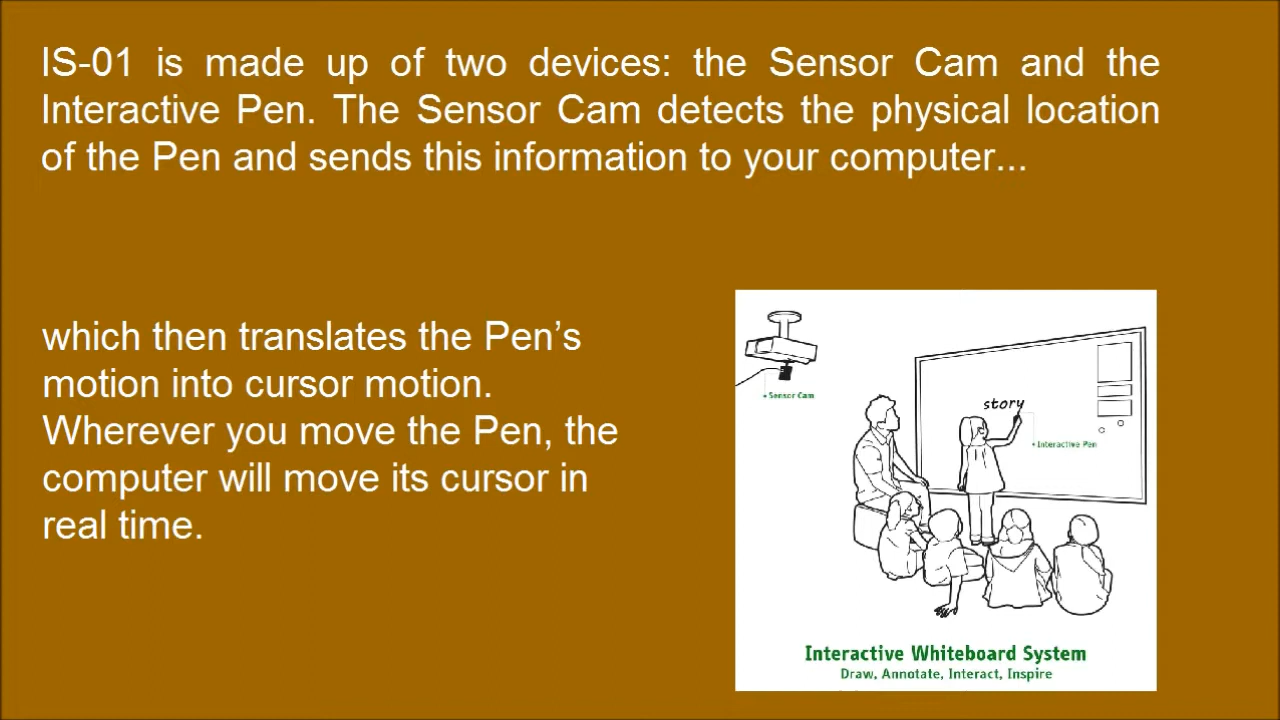 IS-01 is made up of two devices: the Sensor Cam and the
Interactive Pen. The Sensor Cam detects the physical location
of the Pen and sends this information to your computer...
which then translates the Pen’s
motion into cursor motion.
Wherever you move the Pen, the
computer will move its cursor in
real time.
• Sensor Cam
story
• Interactive Pen
Interactive Whiteboard System
Draw, Annotate, Interact, Inspire